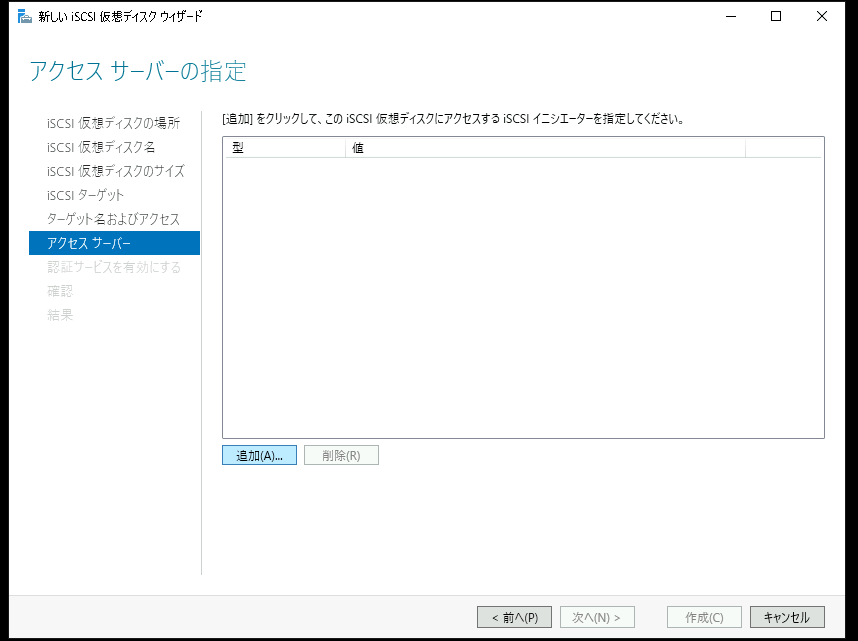 新しい iSCSI 仮想ディスク ウィザード
アクセス サーバーの指定
iSCSI 仮想ディスクの場所
iSCSI 仮想ディスク名
iSCSI 仮想ディスクのサイズ
iSCSI ターゲット
ターゲット名およびアクセス
アクセス サーバー
認証サービスを有効にする
確認
結果
[追加] をクリックして、この iSCSI 仮想ディスクにアクセスする iSCSI イニシエーターを指定してください。
型 値
追加(A)... 削除(R)
< 前へ(P) 次へ(N) > 作成(C) キャンセル